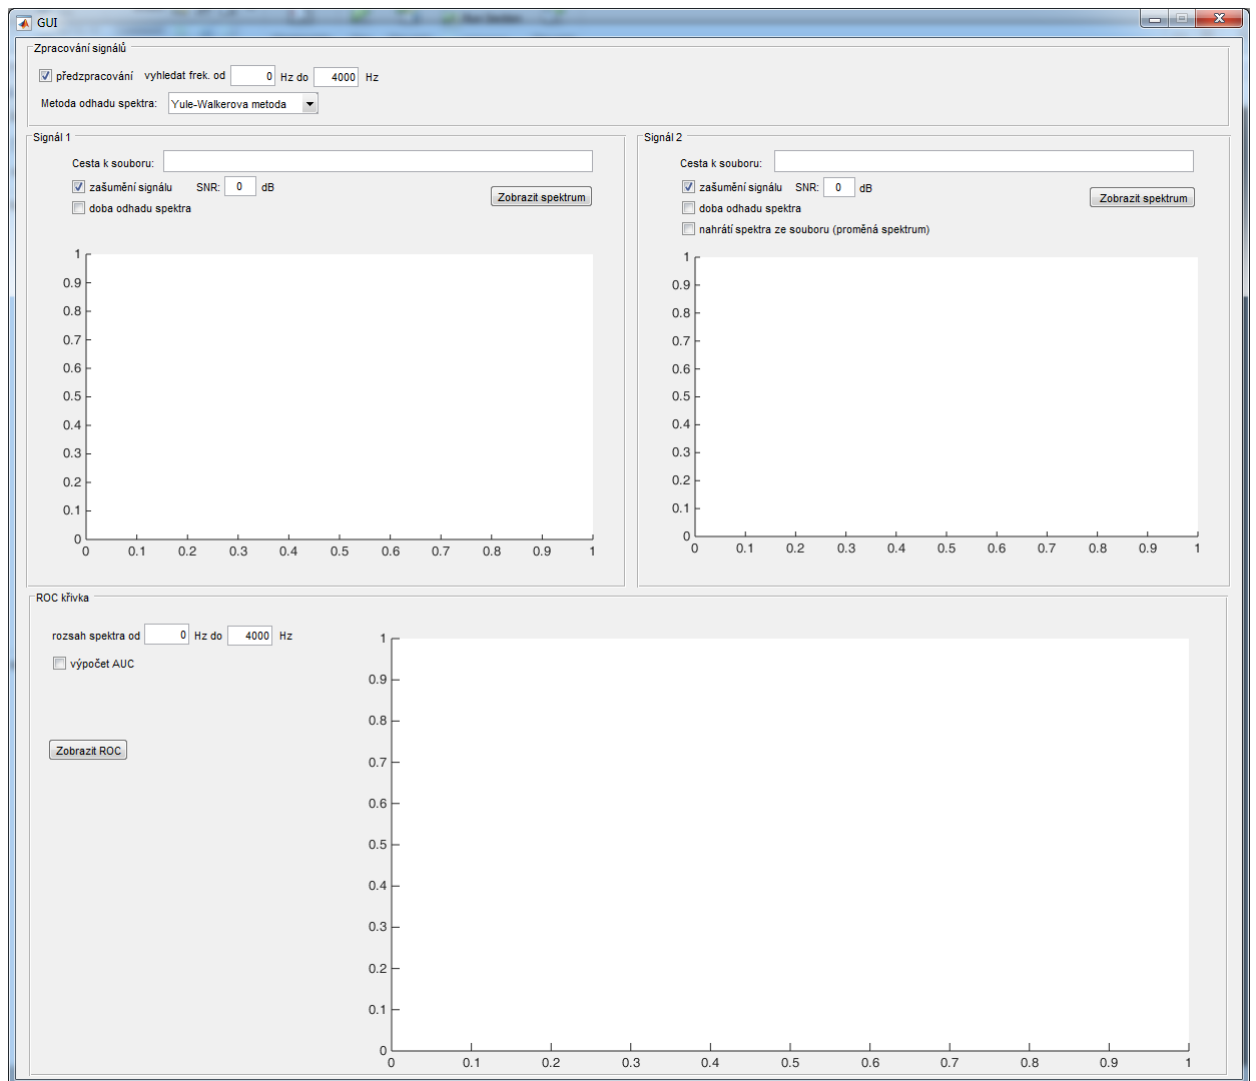 GUI
Zpracování signálů
předzpracování vyhledat frek. od 0 Hz do 4000 Hz
Metoda odhadu spektra: Yule-Walkerova metoda
Signál 1
Cesta k souboru:
zašumění signálu SNR: 0 dB
Zobrazit spektrum
doba odhadu spektra
1
0.9
0.8
0.7
0.6
0.5
0.4
0.3
0.2
0.1
0
0 0.1 0.2 0.3 0.4 0.5 0.6 0.7 0.8 0.9 1
Signál 2
Cesta k souboru:
zašumění signálu SNR: 0 dB
Zobrazit spektrum
doba odhadu spektra
nahrátí spektra ze souboru (proměná spektrum)
1
0.9
0.8
0.7
0.6
0.5
0.4
0.3
0.2
0.1
0
0 0.1 0.2 0.3 0.4 0.5 0.6 0.7 0.8 0.9 1
ROC křivka
rozsah spektra od 0 Hz do 4000 Hz
výpočet AUC
Zobrazit ROC
1
0.9
0.8
0.7
0.6
0.5
0.4
0.3
0.2
0.1
0
0 0.1 0.2 0.3 0.4 0.5 0.6 0.7 0.8 0.9 1